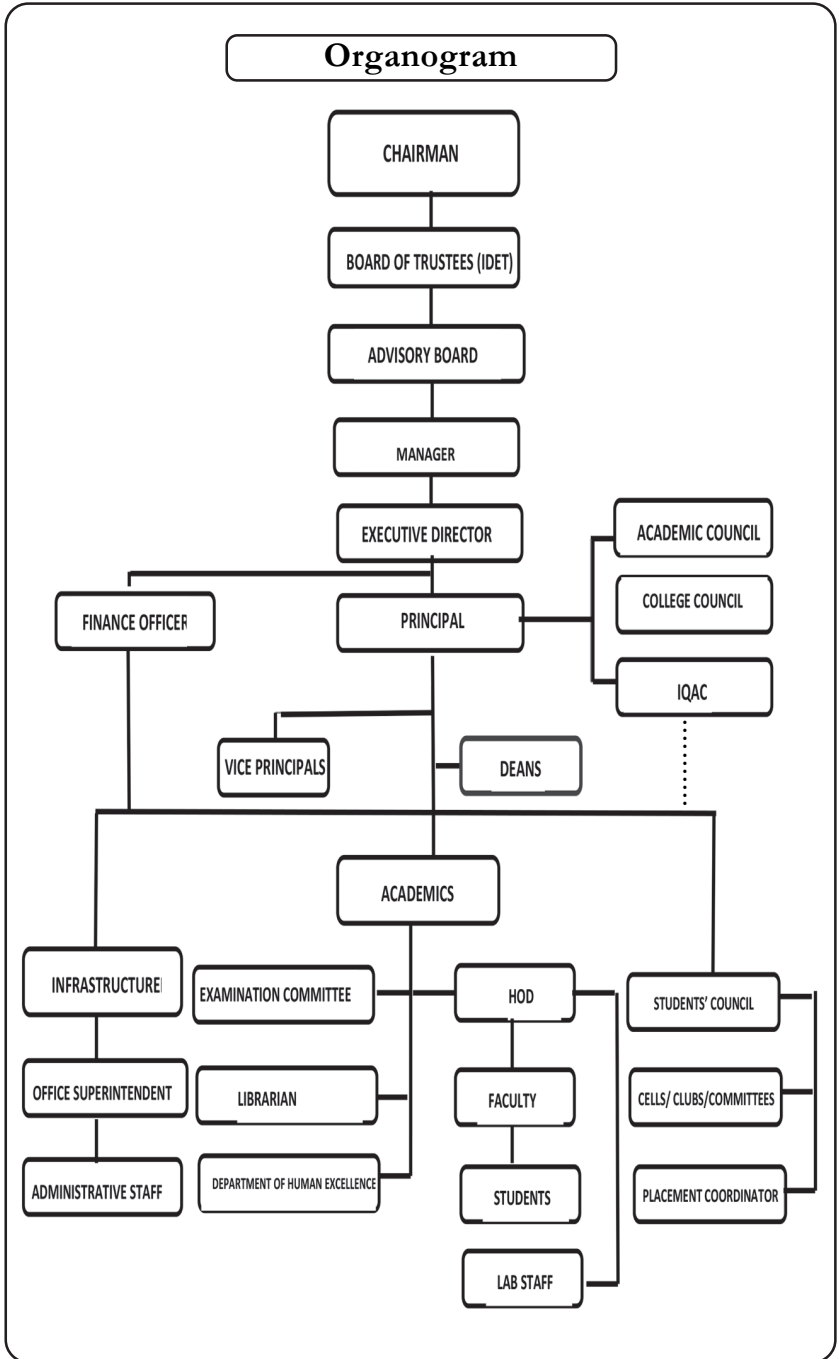 Organogram
CHAIRMAN
BOARD OF TRUSTEES (IDET)
ADVISORY BOARD
MANAGER
EXECUTIVE DIRECTOR
ACADEMIC COUNCIL
COLLEGE COUNCIL
IQAC
FINANCE OFFICER
PRINCIPAL
VICE PRINCIPALS
DEANS
ACADEMICS
INFRASTRUCTURE
OFFICE SUPERINTENDENT
ADMINISTRATIVE STAFF
EXAMINATION COMMITTEE
LIBRARIAN
DEPARTMENT OF HUMAN EXCELLENCE
HOD
FACULTY
STUDENTS
LAB STAFF
STUDENTS’ COUNCIL
CELLS/ CLUBS/COMMITTEES
PLACEMENT COORDINATOR